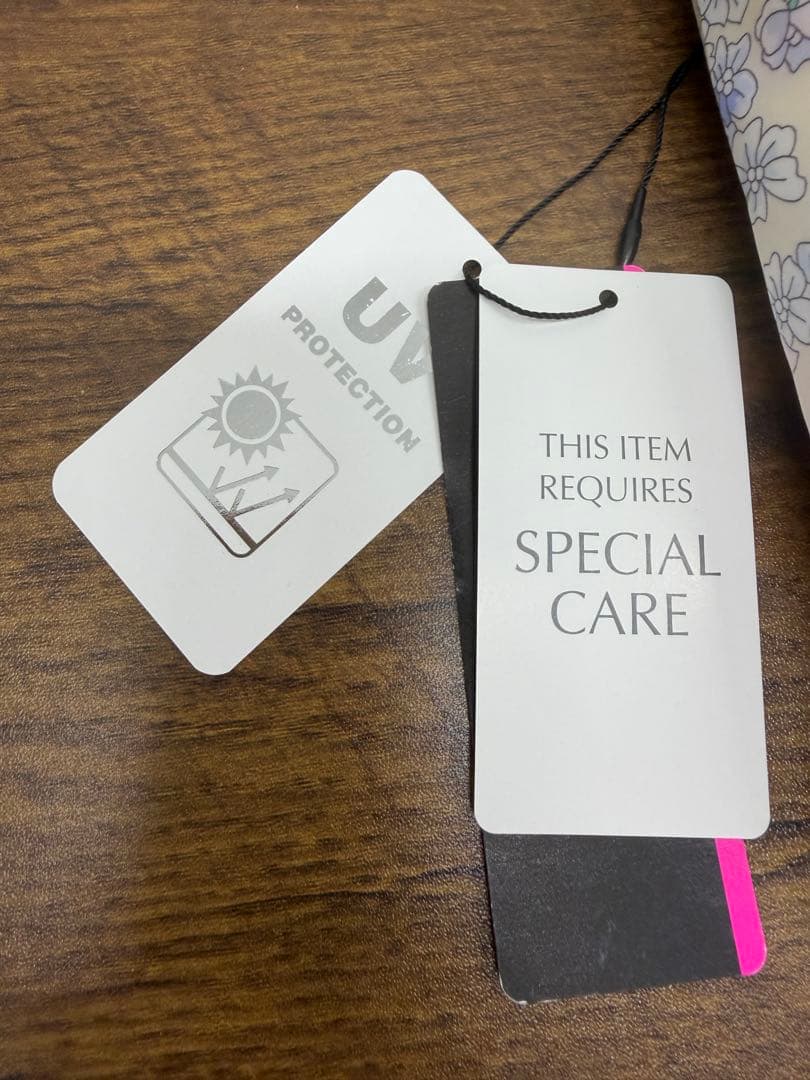 UV
PROTECTION
THIS ITEM
REQUIRES
SPECIAL
CARE